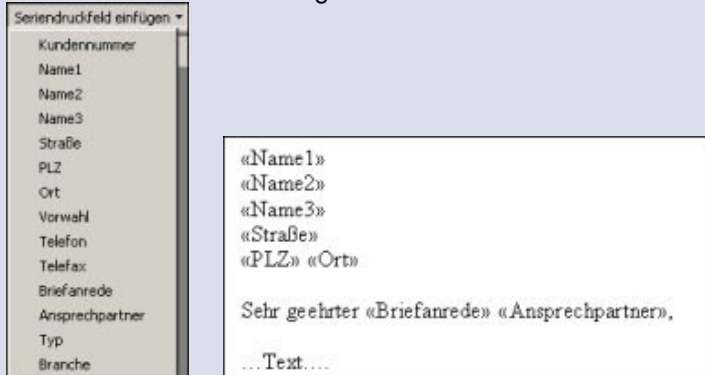 Seriendruckfeld einfügen
Kundennummer
Name1
Name2
Name3
Straße
PLZ
Ort
Vorwahl
Telefon
Telefax
Briefanrede
Ansprechpartner
Typ
Branche
«Name1»
«Name2»
«Name3»
«Straße»
«PLZ» «Ort»
Sehr geehrter «Briefanrede» «Ansprechpartner»,
...Text....